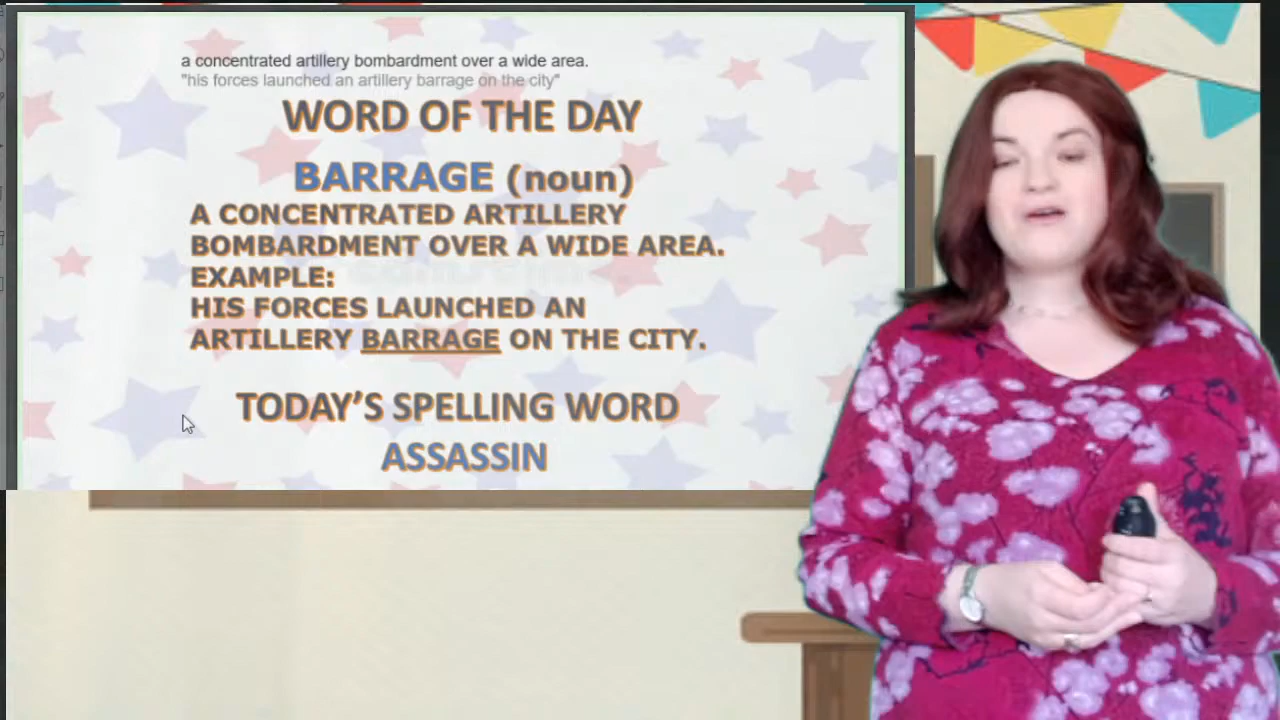 a concentrated artillery bombardment over a wide area.
"his forces launched an artillery barrage on the city"
WORD OF THE DAY
BARRAGE (noun)
A CONCENTRATED ARTILLERY
BOMBARDMENT OVER A WIDE AREA.
EXAMPLE:
HIS FORCES LAUNCHED AN
ARTILLERY BARRAGE ON THE CITY.
TODAY'S SPELLING WORD
ASSASSIN